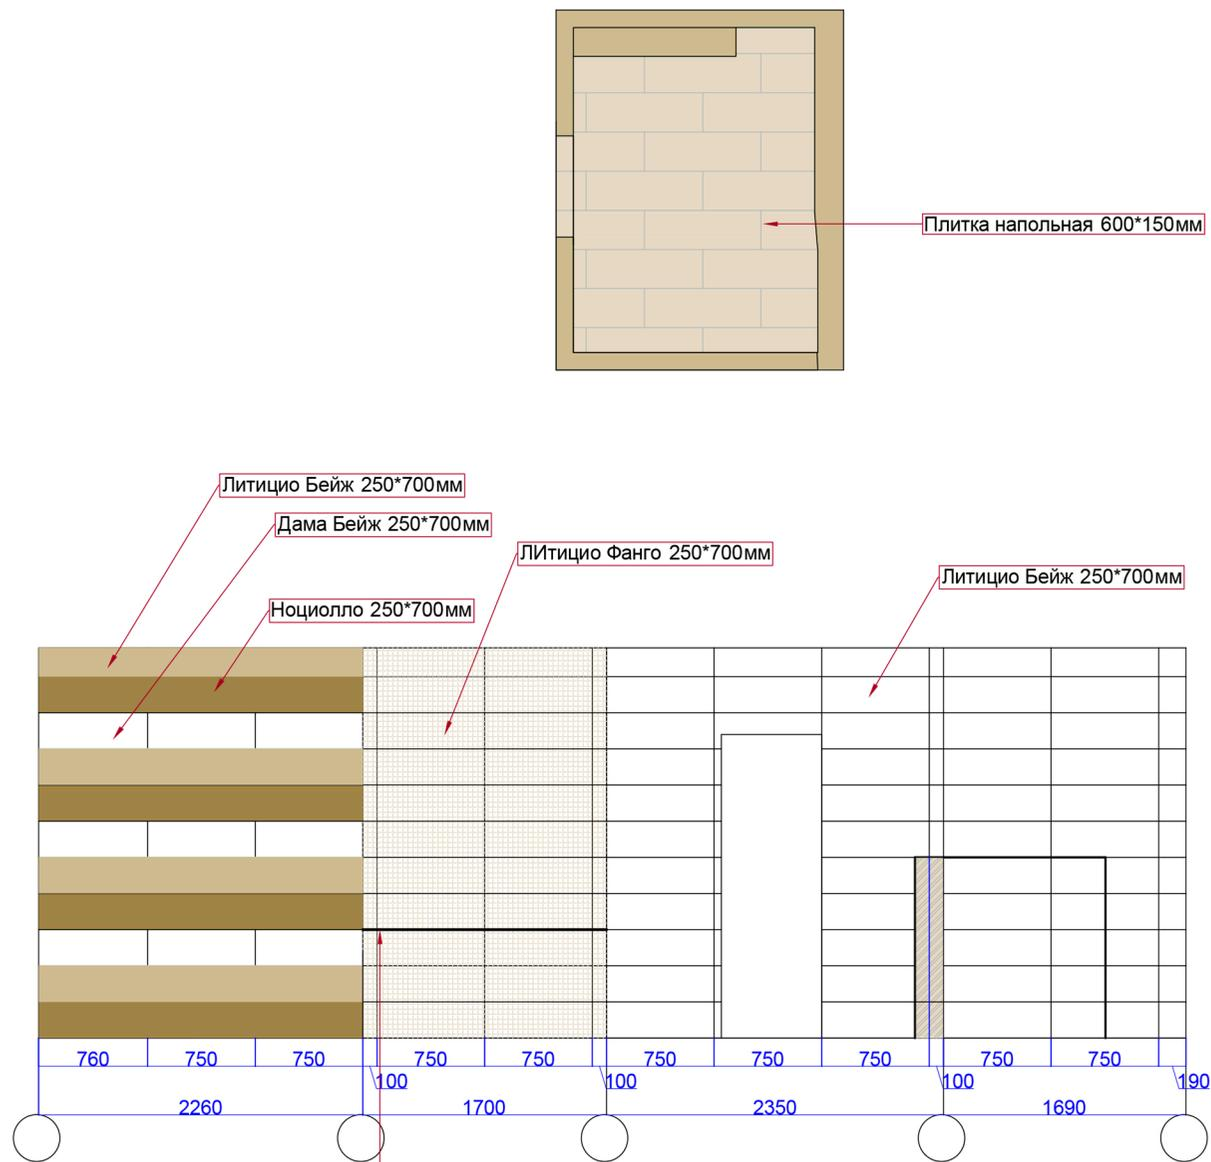 Плитка напольная 600*150мм
Литицио Бейж 250*700мм
Дама Бейж 250*700мм
ЛИтицио Фанго 250*700мм
Литицио Бейж 250*700мм
Ноциолло 250*700мм
760 750 750 750 750 750 750 750 750 750
100 100 100 190
2260 1700 2350 1690